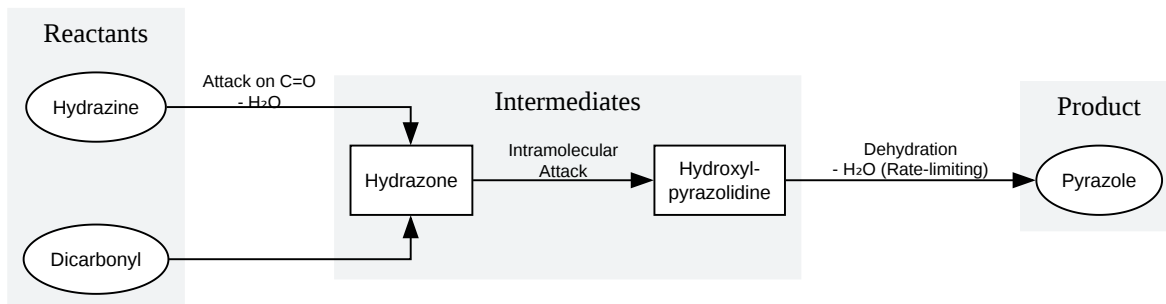 Reactants
Hydrazine
Dicarbonyl
Attack on C=O
- H₂O
Intermediates
Hydrazone
Intramolecular
Attack
Hydroxyl-
pyrazolidine
Dehydration
- H₂O (Rate-limiting)
Product
Pyrazole